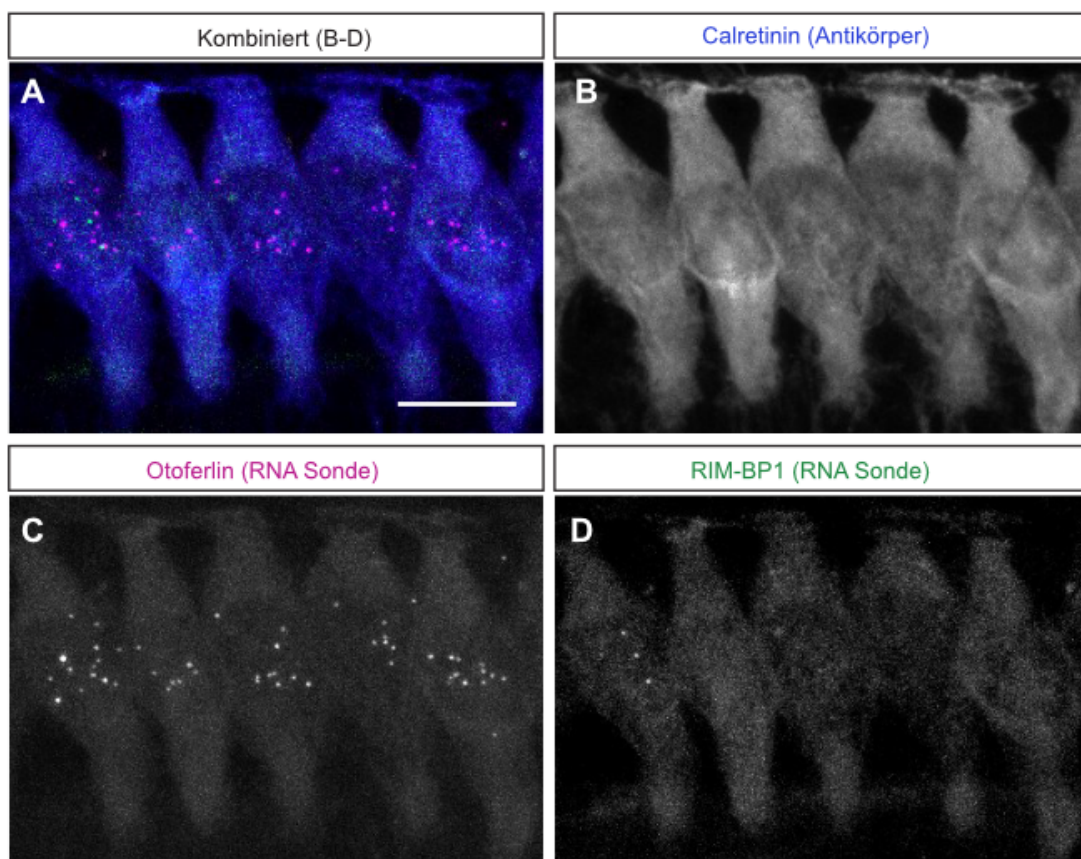 Kombiniert (B-D)
Calretinin (Antikörper)
A
B
Otoferlin (RNA Sonde)
RIM-BP1 (RNA Sonde)
C
D